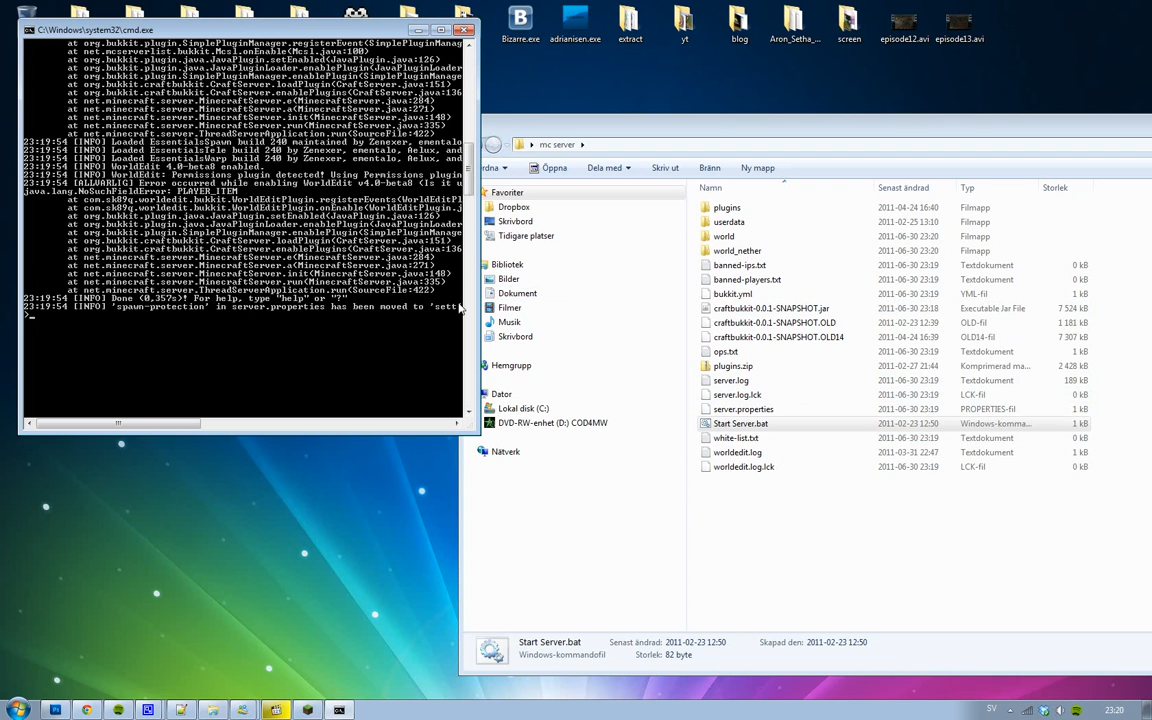 C:\Windows\system32\cmd.exe
at org.bukkit.plugin.SimplePluginManager.registerEvent(SimplePluginManag
at net.mcserverlist.bukkit.Mcsl.onEnable(Mcsl.java:100)
at org.bukkit.plugin.java.JavaPlugin.setEnabled(JavaPlugin.java:126)
at org.bukkit.plugin.java.JavaPluginLoader.enablePlugin(JavaPluginLoader
at org.bukkit.plugin.SimplePluginManager.enablePlugin(SimplePluginManage
at org.bukkit.craftbukkit.CraftServer.loadPlugin(CraftServer.java:151)
at org.bukkit.craftbukkit.CraftServer.enablePlugins(CraftServer.java:136
at net.minecraft.server.MinecraftServer.e(MinecraftServer.java:284)
at net.minecraft.server.MinecraftServer.a(MinecraftServer.java:271)
at net.minecraft.server.MinecraftServer.init(MinecraftServer.java:148)
at net.minecraft.server.MinecraftServer.run(MinecraftServer.java:335)
at net.minecraft.server.ThreadServerApplication.run(SourceFile:422)
23:19:54 [INFO] Loaded EssentialsSpawn build 240 maintained by Zenexer, ementalo
23:19:54 [INFO] Loaded EssentialsTele build 240 by Zenexer, ementalo, Aelux, and
23:19:54 [INFO] Loaded EssentialsWarp build 240 by Zenexer, ementalo, Aelux, and
23:19:54 [INFO] WorldEdit 4.0-beta8 enabled.
23:19:54 [INFO] WorldEdit: Permissions plugin detected! Using Permissions plugin
23:19:54 [ALLVARLIG] Error occurred while enabling WorldEdit v4.0-beta8 (Is it u
java.lang.NoSuchFieldError: PLAYER_ITEM
at com.sk89q.worldedit.bukkit.WorldEditPlugin.registerEvents(WorldEditPl
at com.sk89q.worldedit.bukkit.WorldEditPlugin.onEnable(WorldEditPlugin.j
at org.bukkit.plugin.java.JavaPlugin.setEnabled(JavaPlugin.java:126)
at org.bukkit.plugin.java.JavaPluginLoader.enablePlugin(JavaPluginLoader
at org.bukkit.plugin.SimplePluginManager.enablePlugin(SimplePluginManage
at org.bukkit.craftbukkit.CraftServer.loadPlugin(CraftServer.java:151)
at org.bukkit.craftbukkit.CraftServer.enablePlugins(CraftServer.java:136
at net.minecraft.server.MinecraftServer.e(MinecraftServer.java:284)
at net.minecraft.server.MinecraftServer.a(MinecraftServer.java:271)
at net.minecraft.server.MinecraftServer.init(MinecraftServer.java:148)
at net.minecraft.server.MinecraftServer.run(MinecraftServer.java:335)
at net.minecraft.server.ThreadServerApplication.run(SourceFile:422)
23:19:54 [INFO] Done (0,357s)! For help, type "help" or "?"
23:19:54 [INFO] 'spawn-protection' in server.properties has been moved to 'sett
>_
Bizarre.exe adrianisen.exe extract yt blog Aron_Setha_... screen episode12.avi episode13.avi
mc server
rdna Öppna Dela med Skriv ut Bränn Ny mapp
Favoriter
Dropbox
Skrivbord
Tidigare platser
Bibliotek
Bilder
Dokument
Filmer
Musik
Skrivbord
Hemgrupp
Dator
Lokal disk (C:)
DVD-RW-enhet (D:) COD4MW
Nätverk
Namn Senast ändrad Typ Storlek
plugins 2011-04-24 16:40 Filmapp
userdata 2011-02-25 13:10 Filmapp
world 2011-06-30 23:20 Filmapp
world_nether 2011-06-30 23:20 Filmapp
banned-ips.txt 2011-06-30 23:19 Textdokument 0 kB
banned-players.txt 2011-06-30 23:19 Textdokument 0 kB
bukkit.yml 2011-06-30 23:19 YML-fil 1 kB
craftbukkit-0.0.1-SNAPSHOT.jar 2011-06-30 23:19 Executable Jar File 7 524 kB
craftbukkit-0.0.1-SNAPSHOT.OLD 2011-02-23 12:39 OLD-fil 1 181 kB
craftbukkit-0.0.1-SNAPSHOT.OLD14 2011-04-24 16:39 OLD14-fil 7 307 kB
ops.txt 2011-06-30 23:19 Textdokument 1 kB
plugins.zip 2011-02-27 21:44 Komprimerad ma... 2 428 kB
server.log 2011-06-30 23:19 Textdokument 189 kB
server.log.lck 2011-06-30 23:19 LCK-fil 0 kB
server.properties 2011-06-30 23:19 PROPERTIES-fil 1 kB
Start Server.bat 2011-02-23 12:50 Windows-komma... 1 kB
white-list.txt 2011-06-30 23:19 Textdokument 0 kB
worldedit.log 2011-03-31 22:47 Textdokument 1 kB
worldedit.log.lck 2011-06-30 23:19 LCK-fil 0 kB
Start Server.bat Senast ändrad: 2011-02-23 12:50 Skapad den: 2011-02-23 12:50
Windows-kommandofil Storlek: 82 byte
SV 23:20